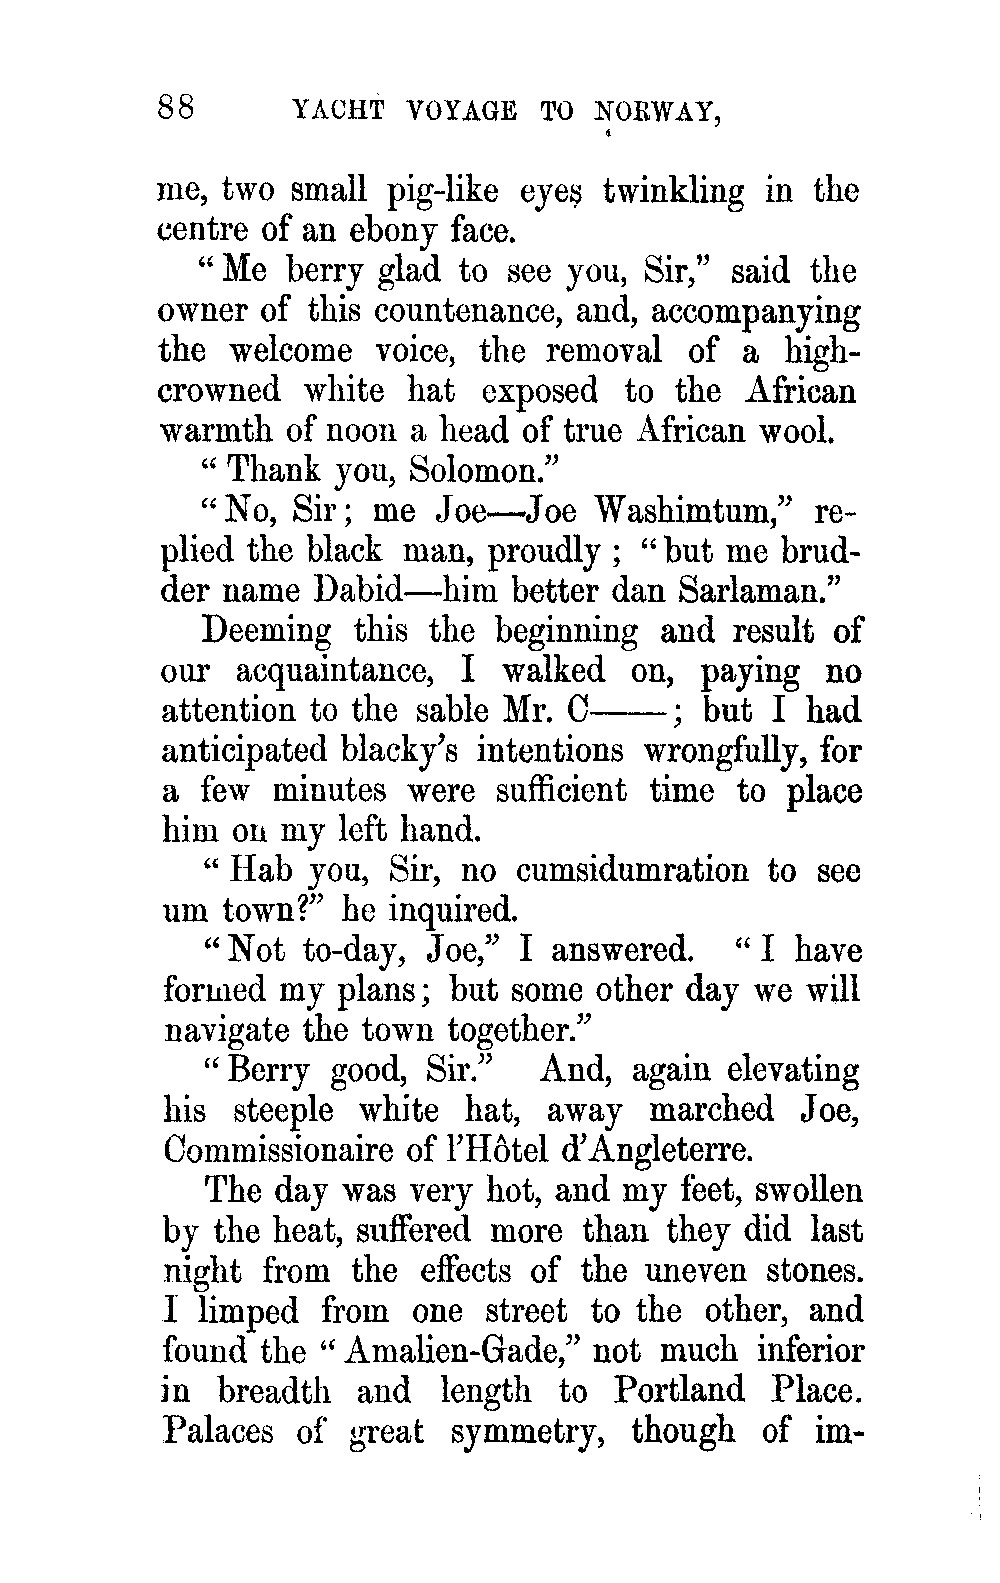 88 YACHT VOYAGE TO NORWAY,
me, two small pig-like eyes twinkling in the
centre of an ebony face.
“Me berry glad to see you, Sir,” said the
owner of this countenance, and, accompanying
the welcome voice, the removal of a high-
crowned white hat exposed to the African
warmth of noon a head of true African wool.
“Thank you, Solomon.”
“No, Sir; me Joe—Joe Washimtum,” re-
plied the black man, proudly; “but me brud-
der name Dabid—him better dan Sarlaman.”
Deeming this the beginning and result of
our acquaintance, I walked on, paying no
attention to the sable Mr. C——; but I had
anticipated blacky's intentions wrongfully, for
a few minutes were sufficient time to place
him on my left hand.
“Hab you, Sir, no cumsidumration to see
um town?” he inquired.
“Not to-day, Joe,” I answered. “I have
formed my plans; but some other day we will
navigate the town together.”
“Berry good, Sir.” And, again elevating
his steeple white hat, away marched Joe,
Commissionaire of l'Hôtel d'Angleterre.
The day was very hot, and my feet, swollen
by the heat, suffered more than they did last
night from the effects of the uneven stones.
I limped from one street to the other, and
found the “Amalien-Gade,” not much inferior
in breadth and length to Portland Place.
Palaces of great symmetry, though of im-